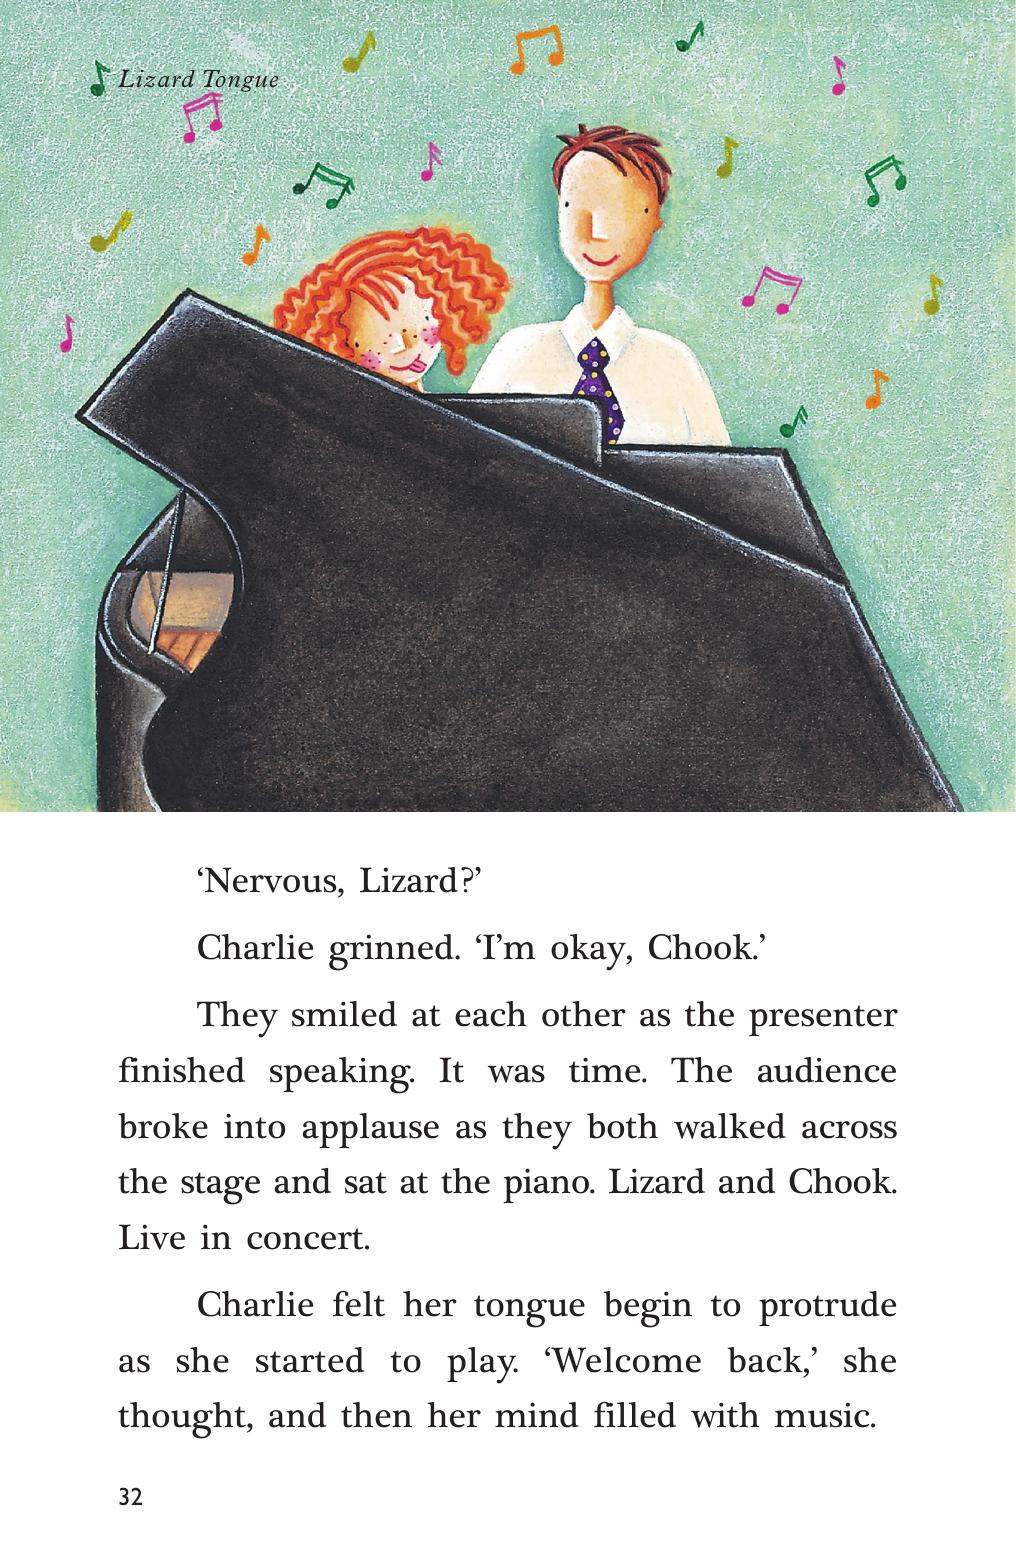 Lizard Tongue
‘Nervous, Lizard?’
Charlie grinned. ‘I’m okay, Chook.’
They smiled at each other as the presenter
finished speaking. It was time. The audience
broke into applause as they both walked across
the stage and sat at the piano. Lizard and Chook.
Live in concert.
Charlie felt her tongue begin to protrude
as she started to play. ‘Welcome back,’ she
thought, and then her mind filled with music.
32